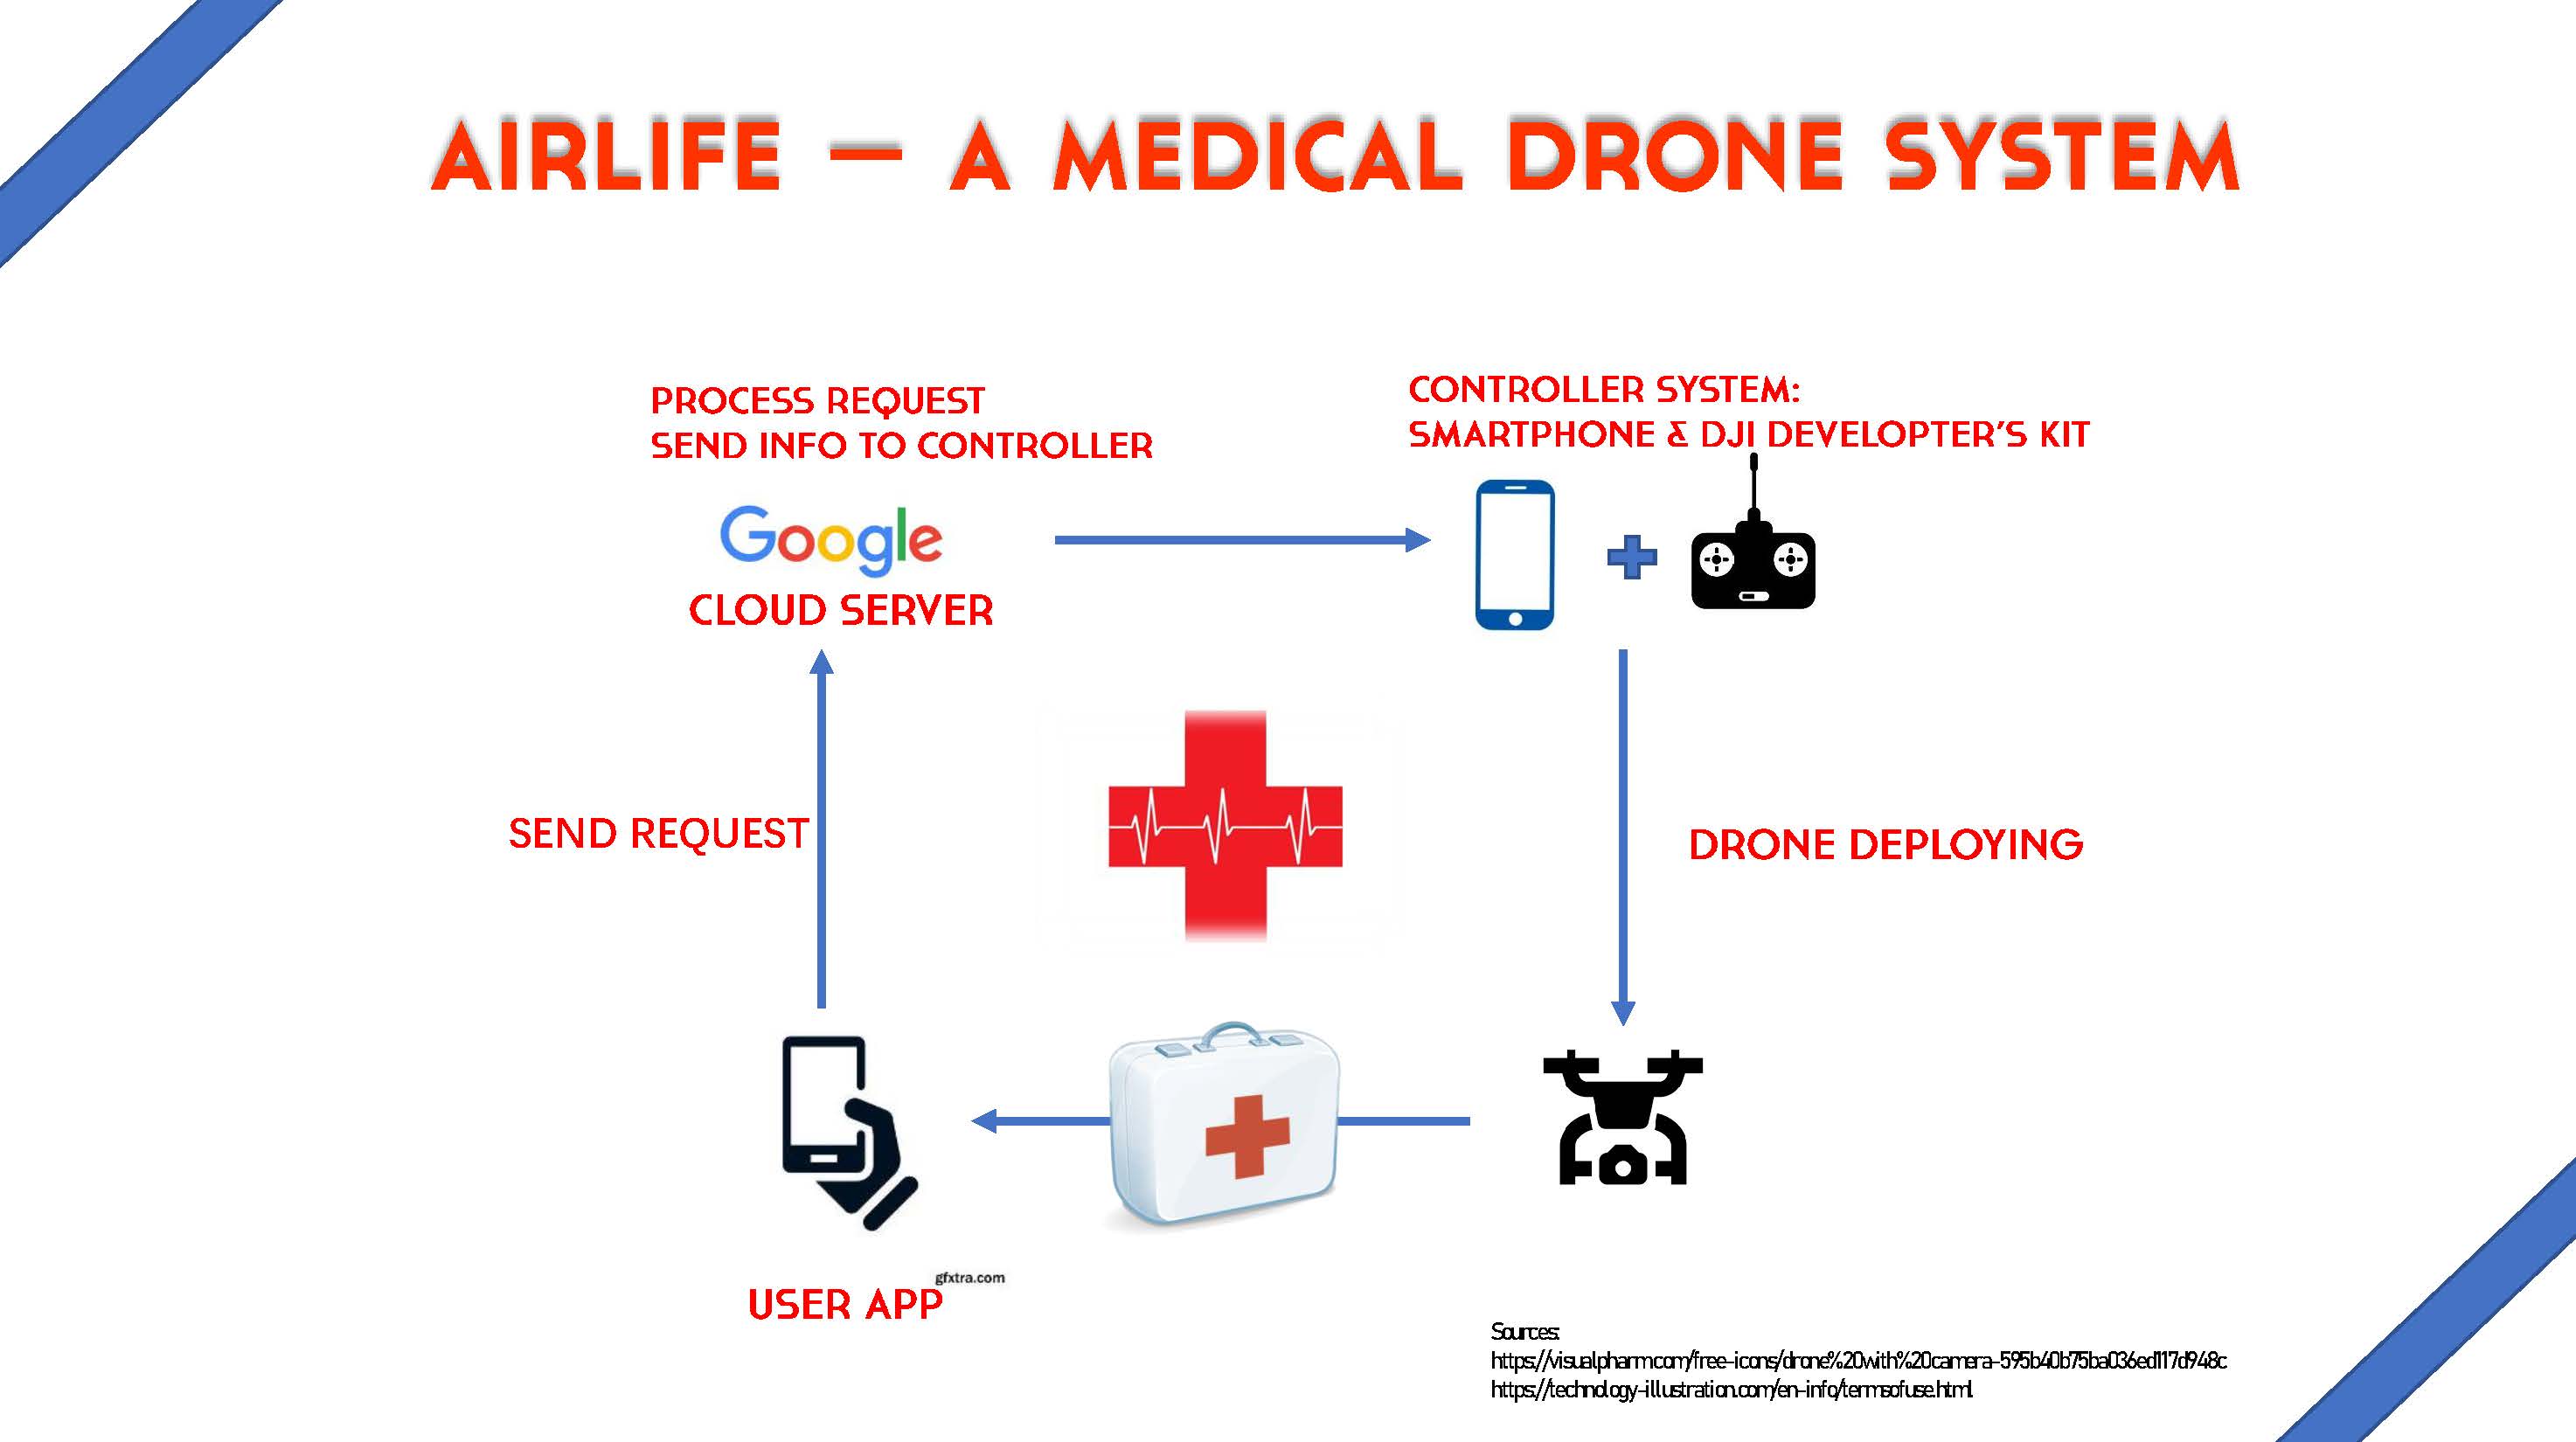 AIRLIFE — A MEDICAL DRONE SYSTEM
PROCESS REQUEST
SEND INFO TO CONTROLLER
CONTROLLER SYSTEM:
SMARTPHONE & DJI DEVELOPTER'S KIT
Google
CLOUD SERVER
SEND REQUEST
DRONE DEPLOYING
gfxtra.com
USER APP
Sources:
https://visualpharm.com/free-icons/drone%20with%20camera-595b40b75ba036ed117d948c
https://technology-illustration.com/en-info/termsofuse.html